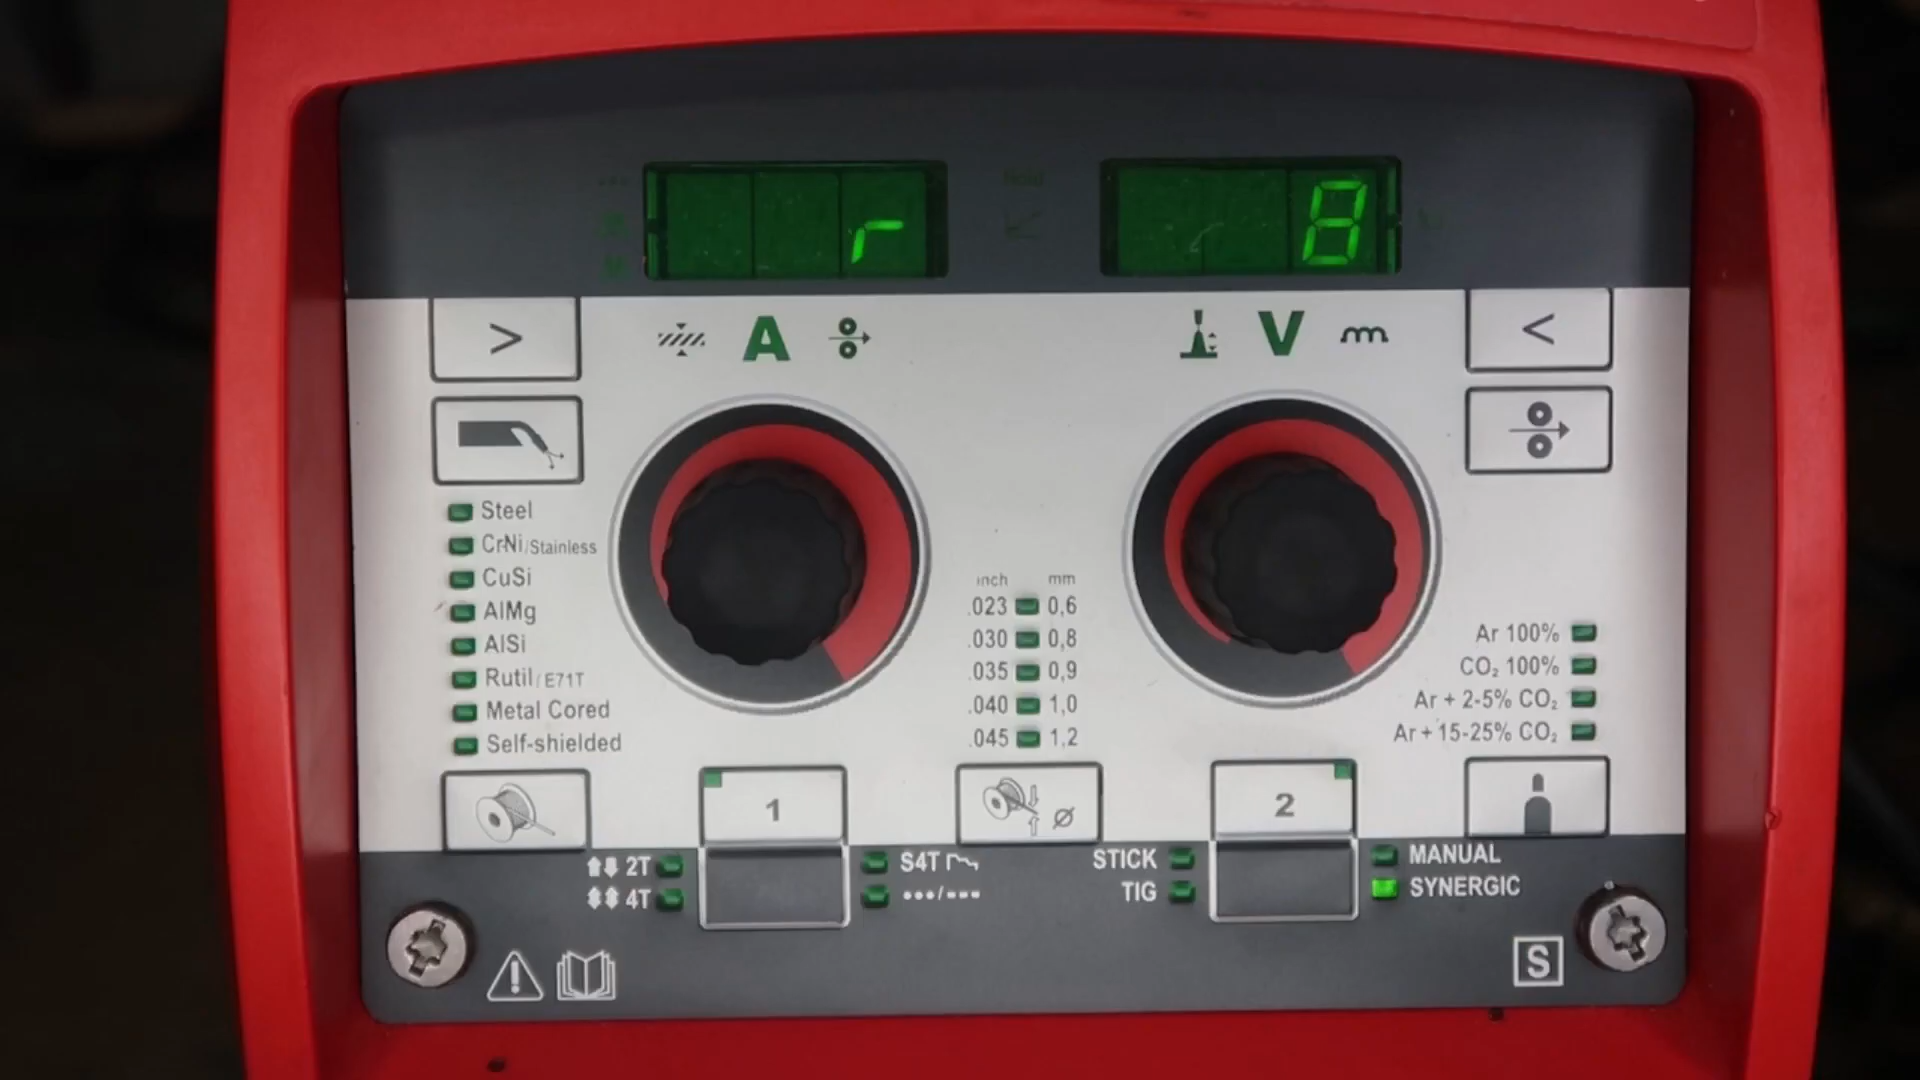 r 8
> A V <
Steel
CrNi/Stainless
CuSi
AlMg
AlSi
Rutil/E71T
Metal Cored
Self-shielded
inch mm
.023 0,6
.030 0,8
.035 0,9
.040 1,0
.045 1,2
Ar 100%
CO₂ 100%
Ar + 2-5% CO₂
Ar + 15-25% CO₂
1 Ø 2
2T
4T
S4T
•••/---
STICK
TIG
MANUAL
SYNERGIC
S